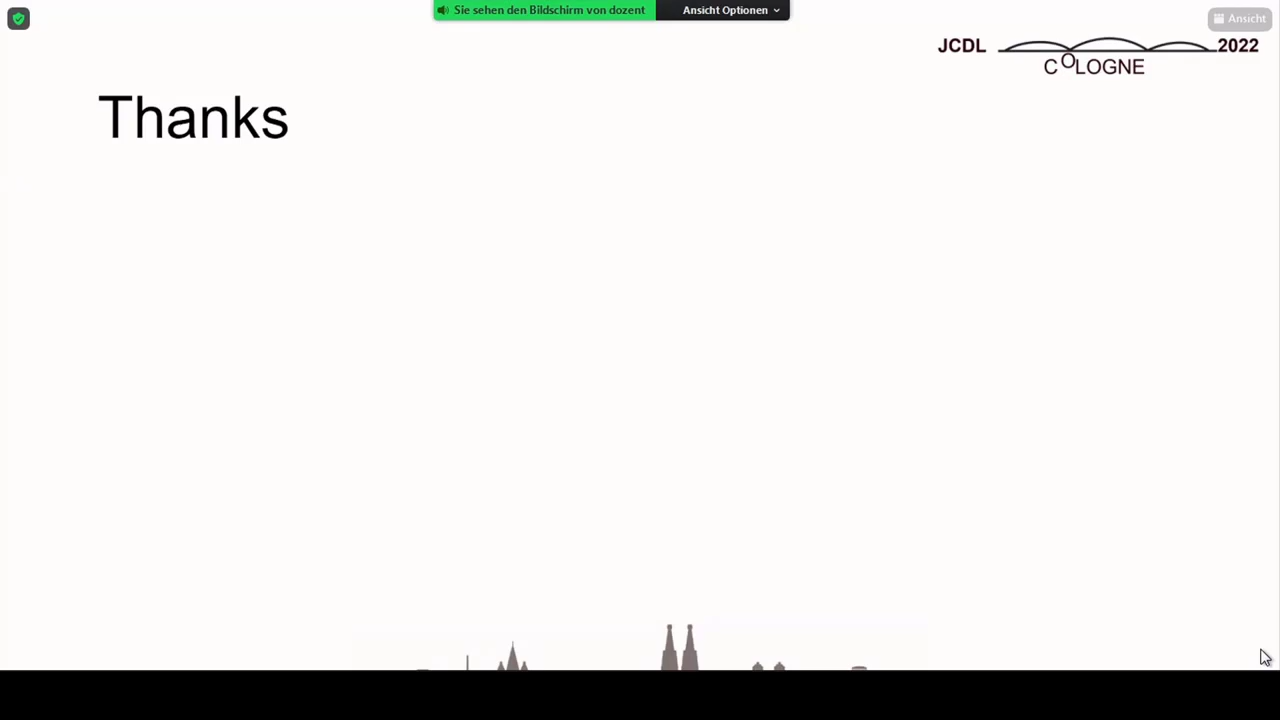 Sie sehen den Bildschirm von dozent
Ansicht Optionen
Ansicht
JCDL 2022
COLOGNE
Thanks